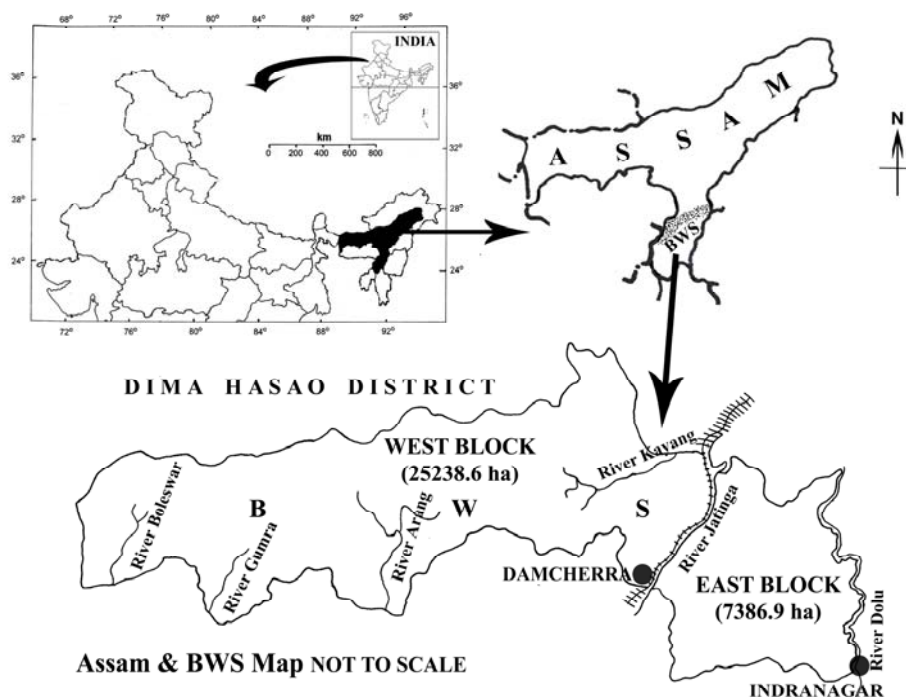 68° 72° 76° 80° 84° 88° 92° 96°
INDIA
36°
36°
32°
32°
28°
28°
24°
24°
km
0 200 400 600 800
72° 76° 80° 84° 88° 92°
68°
A S S A M
BWS
N
DIMA HASAO DISTRICT
WEST BLOCK
(25238.6 ha)
B W S
River Boleswar
River Gumra
River Arang
River Kayang
River Jatinga
DAMCHERRA
EAST BLOCK
(7386.9 ha)
River Dolu
INDRANAGAR
Assam & BWS Map NOT TO SCALE